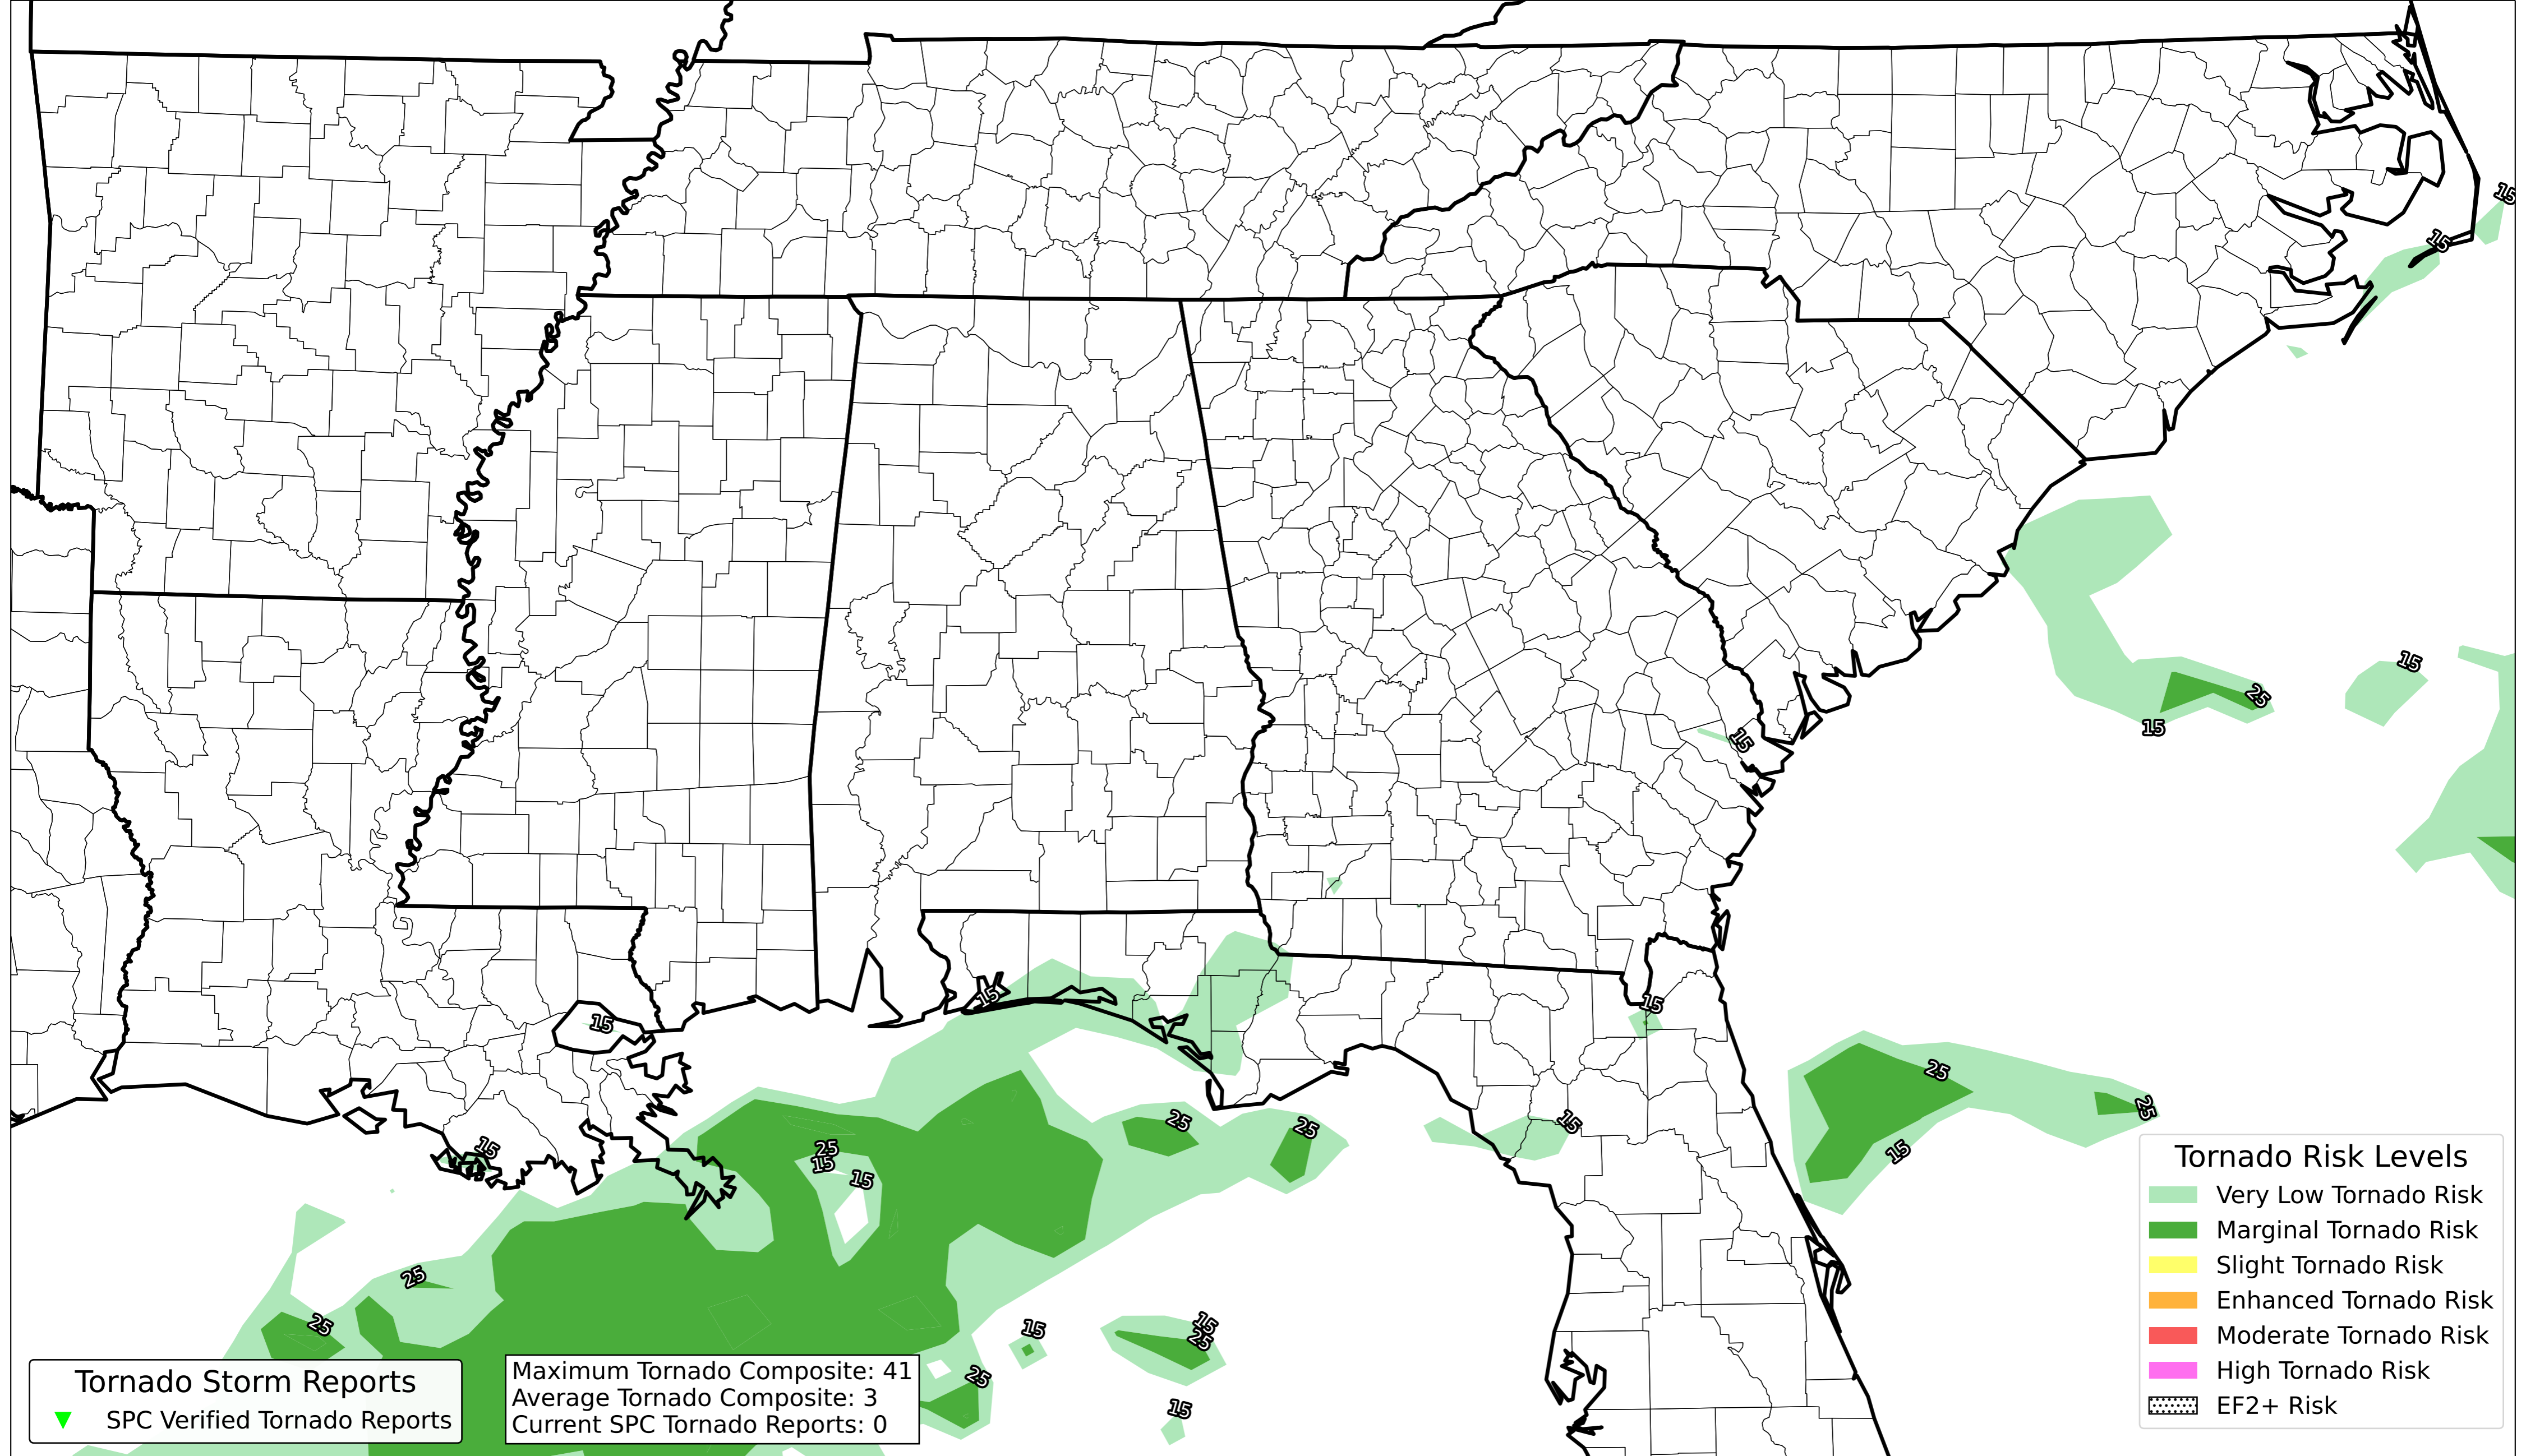 15
15
15
25
15
15
15
15
15
25
25
15
15
25
25
15
25
15
15
15
25
25
15
15
25
25
15
Tornado Risk Levels
Very Low Tornado Risk
Marginal Tornado Risk
Slight Tornado Risk
Enhanced Tornado Risk
Moderate Tornado Risk
High Tornado Risk
EF2+ Risk
Tornado Storm Reports
SPC Verified Tornado Reports
Maximum Tornado Composite: 41
Average Tornado Composite: 3
Current SPC Tornado Reports: 0